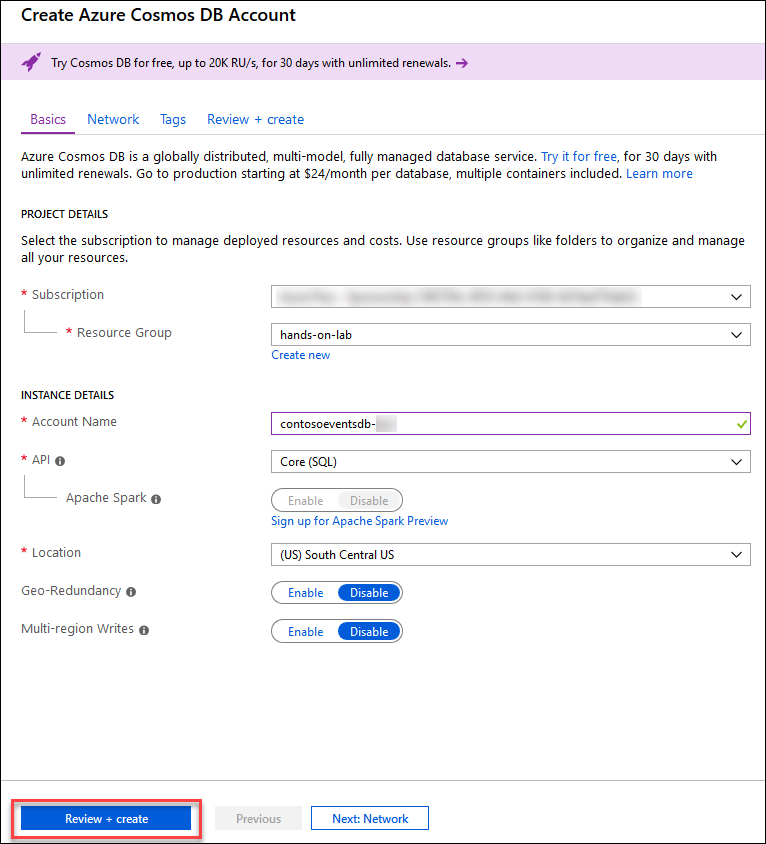 Create Azure Cosmos DB Account
Try Cosmos DB for free, up to 20K RU/s, for 30 days with unlimited renewals. →
Basics Network Tags Review + create
Azure Cosmos DB is a globally distributed, multi-model, fully managed database service. Try it for free, for 30 days with
unlimited renewals. Go to production starting at $24/month per database, multiple containers included. Learn more
PROJECT DETAILS
Select the subscription to manage deployed resources and costs. Use resource groups like folders to organize and manage
all your resources.
* Subscription
* Resource Group hands-on-lab
Create new
INSTANCE DETAILS
* Account Name contosoeventsdb-
* API Core (SQL)
Apache Spark Enable Disable
Sign up for Apache Spark Preview
* Location (US) South Central US
Geo-Redundancy Enable Disable
Multi-region Writes Enable Disable
Review + create Previous Next: Network